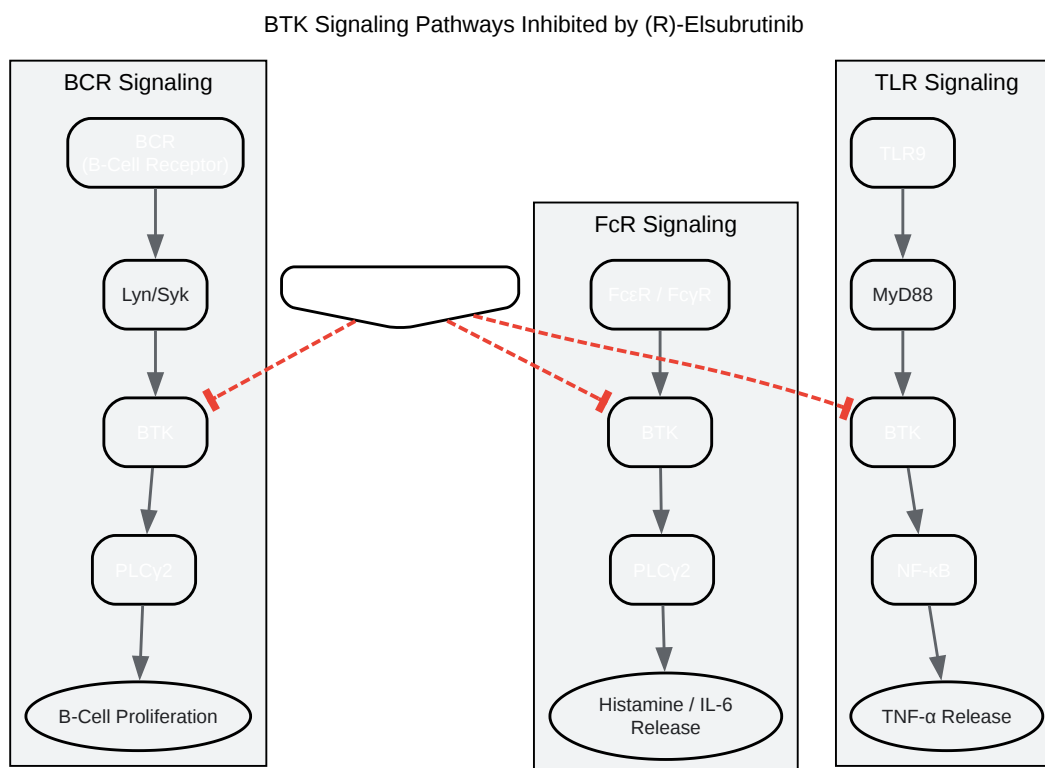 BTK Signaling Pathways Inhibited by (R)-Elsubrutinib
BCR Signaling
BCR
(B-Cell Receptor)
Lyn/Syk
BTK
PLCγ2
B-Cell Proliferation
FcR Signaling
FcεR / FcγR
BTK
PLCγ2
Histamine / IL-6
Release
TLR Signaling
TLR9
MyD88
BTK
NF-κB
TNF-α Release